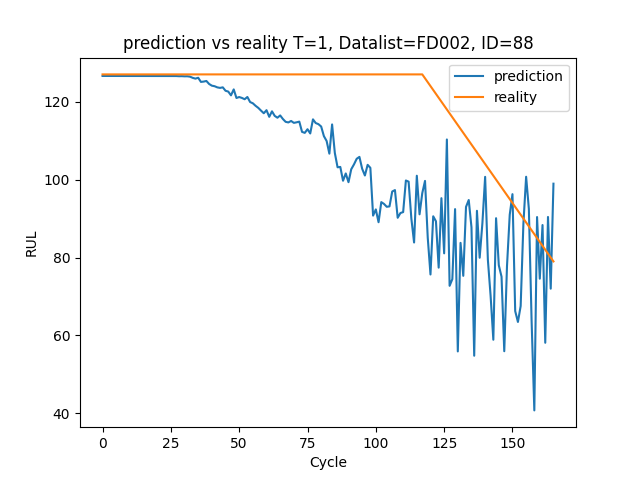 prediction vs reality T=1, Datalist=FD002, ID=88
prediction
reality
RUL
120
100
80
60
40
0 25 50 75 100 125 150
Cycle